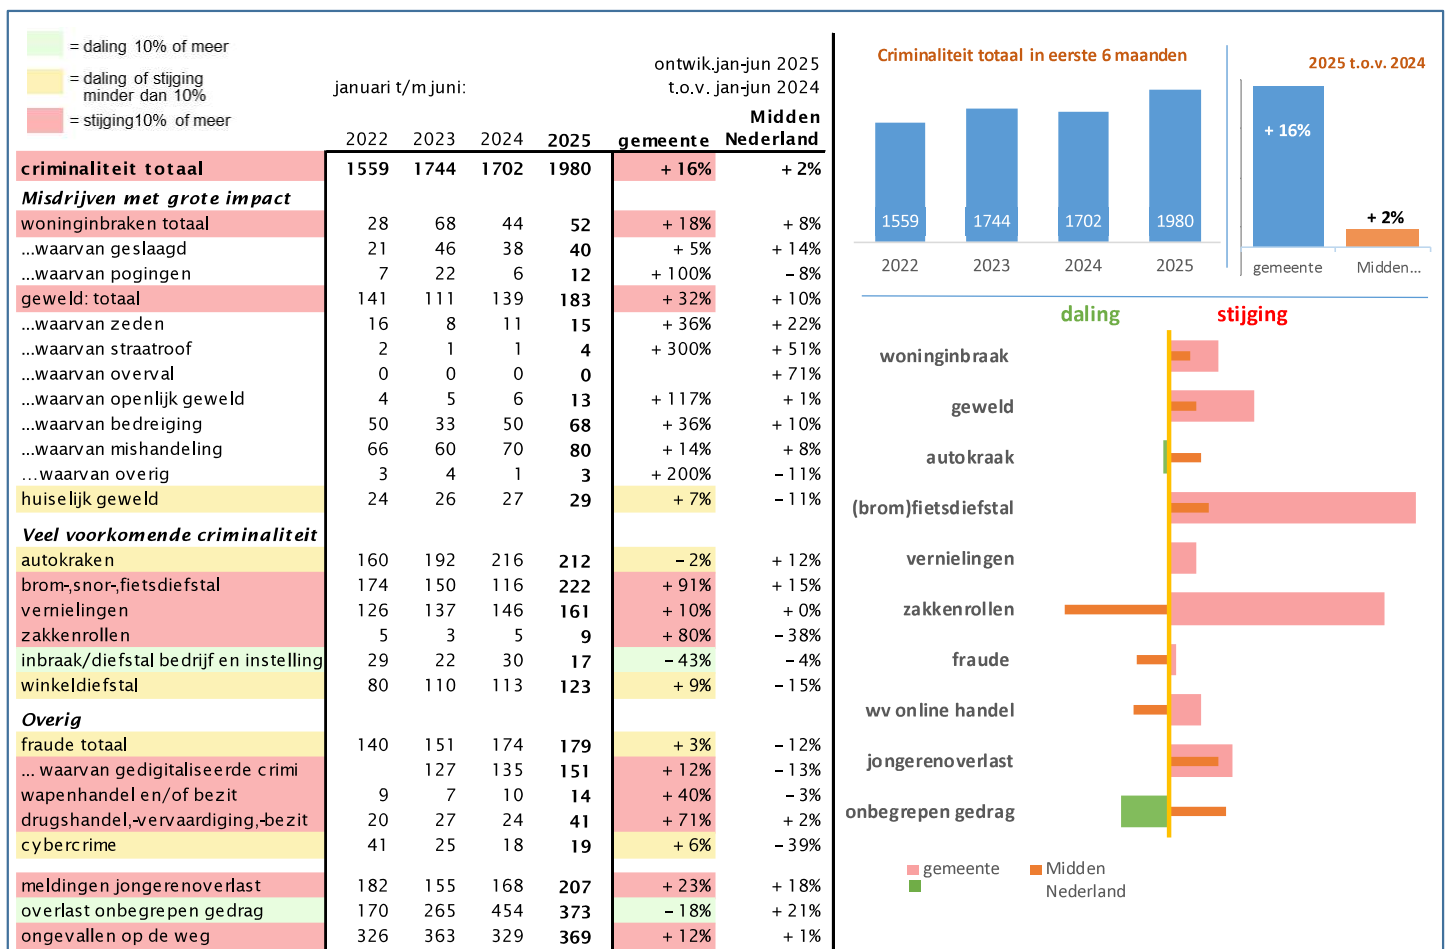 = daling 10% of meer
= daling of stijging
minder dan 10%
= stijging10% of meer
januari t/m juni:
ontwik.jan-jun 2025
t.o.v. jan-jun 2024
2022 2023 2024 2025 gemeente Midden Nederland
criminaliteit totaal 1559 1744 1702 1980 + 16% + 2%
Misdrijven met grote impact
woninginbraken totaal 28 68 44 52 + 18% + 8%
...waarvan geslaagd 21 46 38 40 + 5% + 14%
...waarvan pogingen 7 22 6 12 + 100% – 8%
geweld: totaal 141 111 139 183 + 32% + 10%
...waarvan zeden 16 8 11 15 + 36% + 22%
...waarvan straatroof 2 1 1 4 + 300% + 51%
...waarvan overval 0 0 0 0 + 71%
...waarvan openlijk geweld 4 5 6 13 + 117% + 1%
...waarvan bedreiging 50 33 50 68 + 36% + 10%
...waarvan mishandeling 66 60 70 80 + 14% + 8%
...waarvan overig 3 4 1 3 + 200% – 11%
huiselijk geweld 24 26 27 29 + 7% – 11%
Veel voorkomende criminaliteit
autokraken 160 192 216 212 – 2% + 12%
brom-,snor-,fietsdiefstal 174 150 116 222 + 91% + 15%
vernielingen 126 137 146 161 + 10% + 0%
zakkenrollen 5 3 5 9 + 80% – 38%
inbraak/diefstal bedrijf en instelling 29 22 30 17 – 43% – 4%
winkeldiefstal 80 110 113 123 + 9% – 15%
Overig
fraude totaal 140 151 174 179 + 3% – 12%
... waarvan gedigitaliseerde crimi 127 135 151 + 12% – 13%
wapenhandel en/of bezit 9 7 10 14 + 40% – 3%
drugshandel,-vervaardiging,-bezit 20 27 24 41 + 71% + 2%
cybercrime 41 25 18 19 + 6% – 39%
meldingen jongerenoverlast 182 155 168 207 + 23% + 18%
overlast onbegrepen gedrag 170 265 454 373 – 18% + 21%
ongevallen op de weg 326 363 329 369 + 12% + 1%
Criminaliteit totaal in eerste 6 maanden
1559 1744 1702 1980
2022 2023 2024 2025
2025 t.o.v. 2024
+ 16%
+ 2%
gemeente Midden...
daling stijging
woninginbraak
geweld
autokraak
(brom)fietsdiefstal
vernielingen
zakkenrollen
fraude
wv online handel
jongerenoverlast
onbegrepen gedrag
gemeente Midden
Nederland